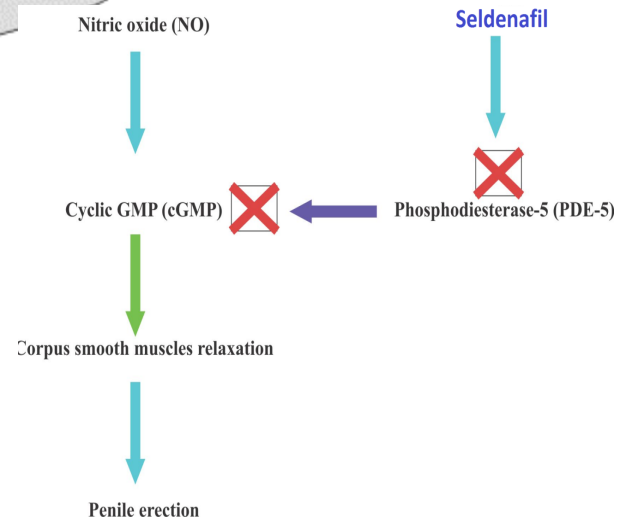 Nitric oxide (NO)
Seldenafil
Cyclic GMP (cGMP)
Phosphodiesterase-5 (PDE-5)
Corpus smooth muscles relaxation
Penile erection